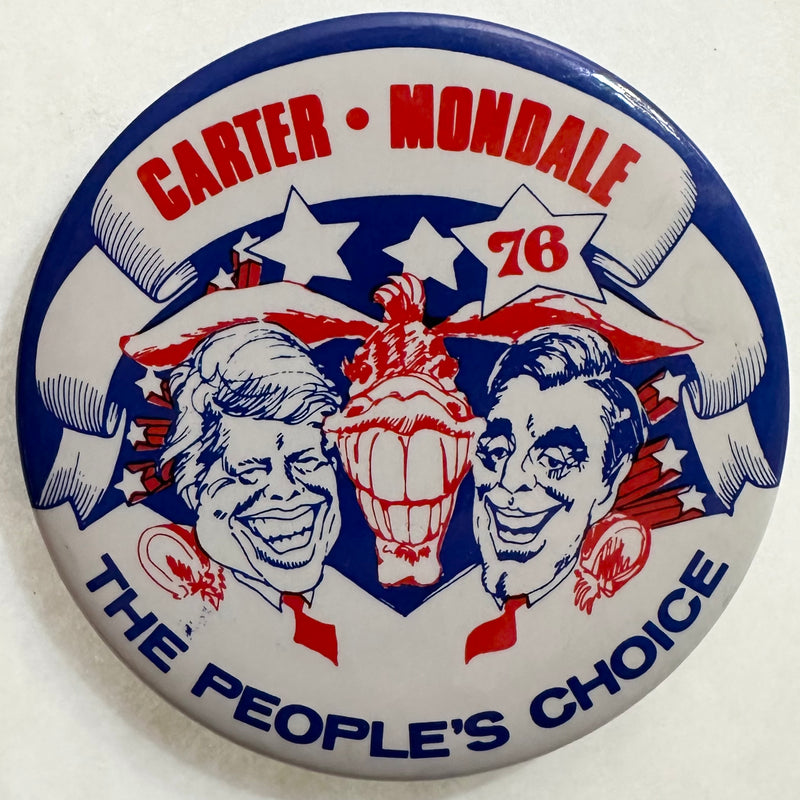 CARTER • MONDALE
76
THE PEOPLE'S CHOICE